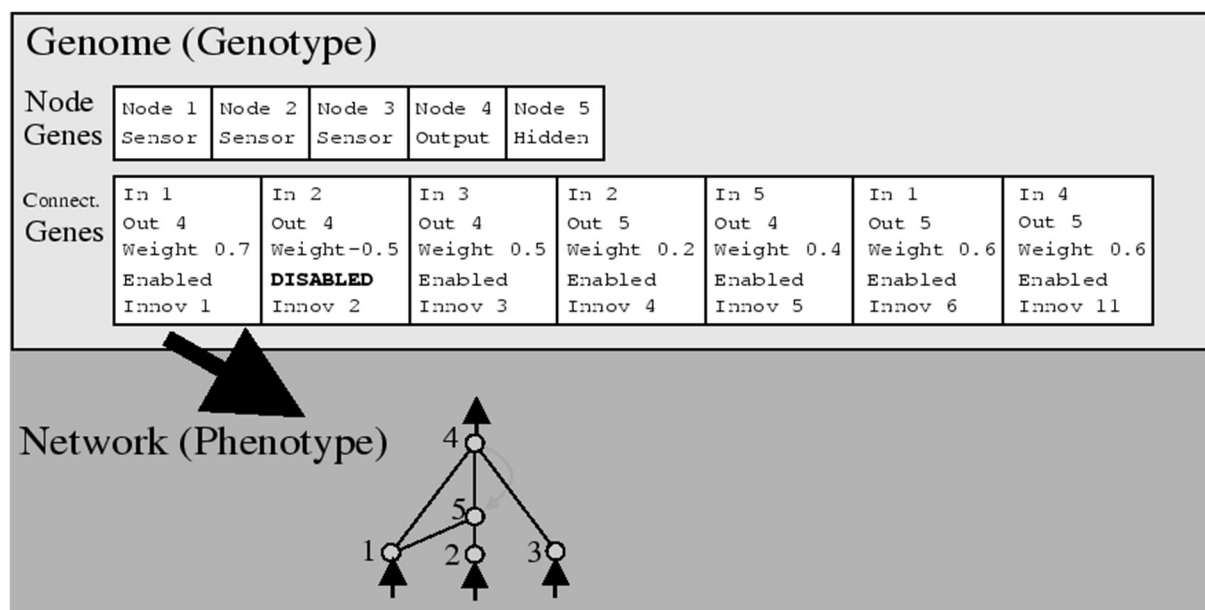 Genome (Genotype)
Node Genes
Node 1 Node 2 Node 3 Node 4 Node 5
Sensor Sensor Sensor Output Hidden
Connect. Genes
In 1 In 2 In 3 In 2 In 5 In 1 In 4
Out 4 Out 4 Out 4 Out 5 Out 4 Out 5 Out 5
Weight 0.7 Weight-0.5 Weight 0.5 Weight 0.2 Weight 0.4 Weight 0.6 Weight 0.6
Enabled DISABLED Enabled Enabled Enabled Enabled Enabled
Innov 1 Innov 2 Innov 3 Innov 4 Innov 5 Innov 6 Innov 11
Network (Phenotype)
4
5
1 2 3